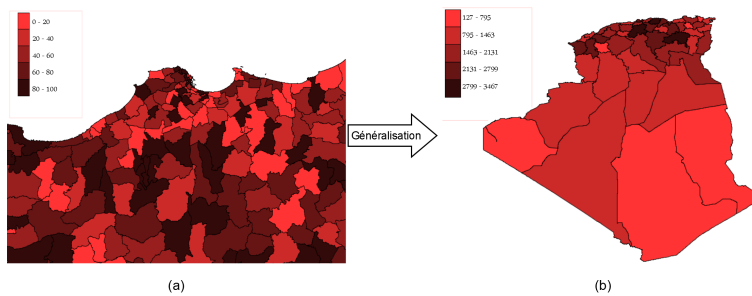 0 - 20
20 - 40
40 - 60
60 - 80
80 - 100
Généralisation
127 - 795
795 - 1463
1463 - 2131
2131 - 2799
2799 - 3467
(a)
(b)